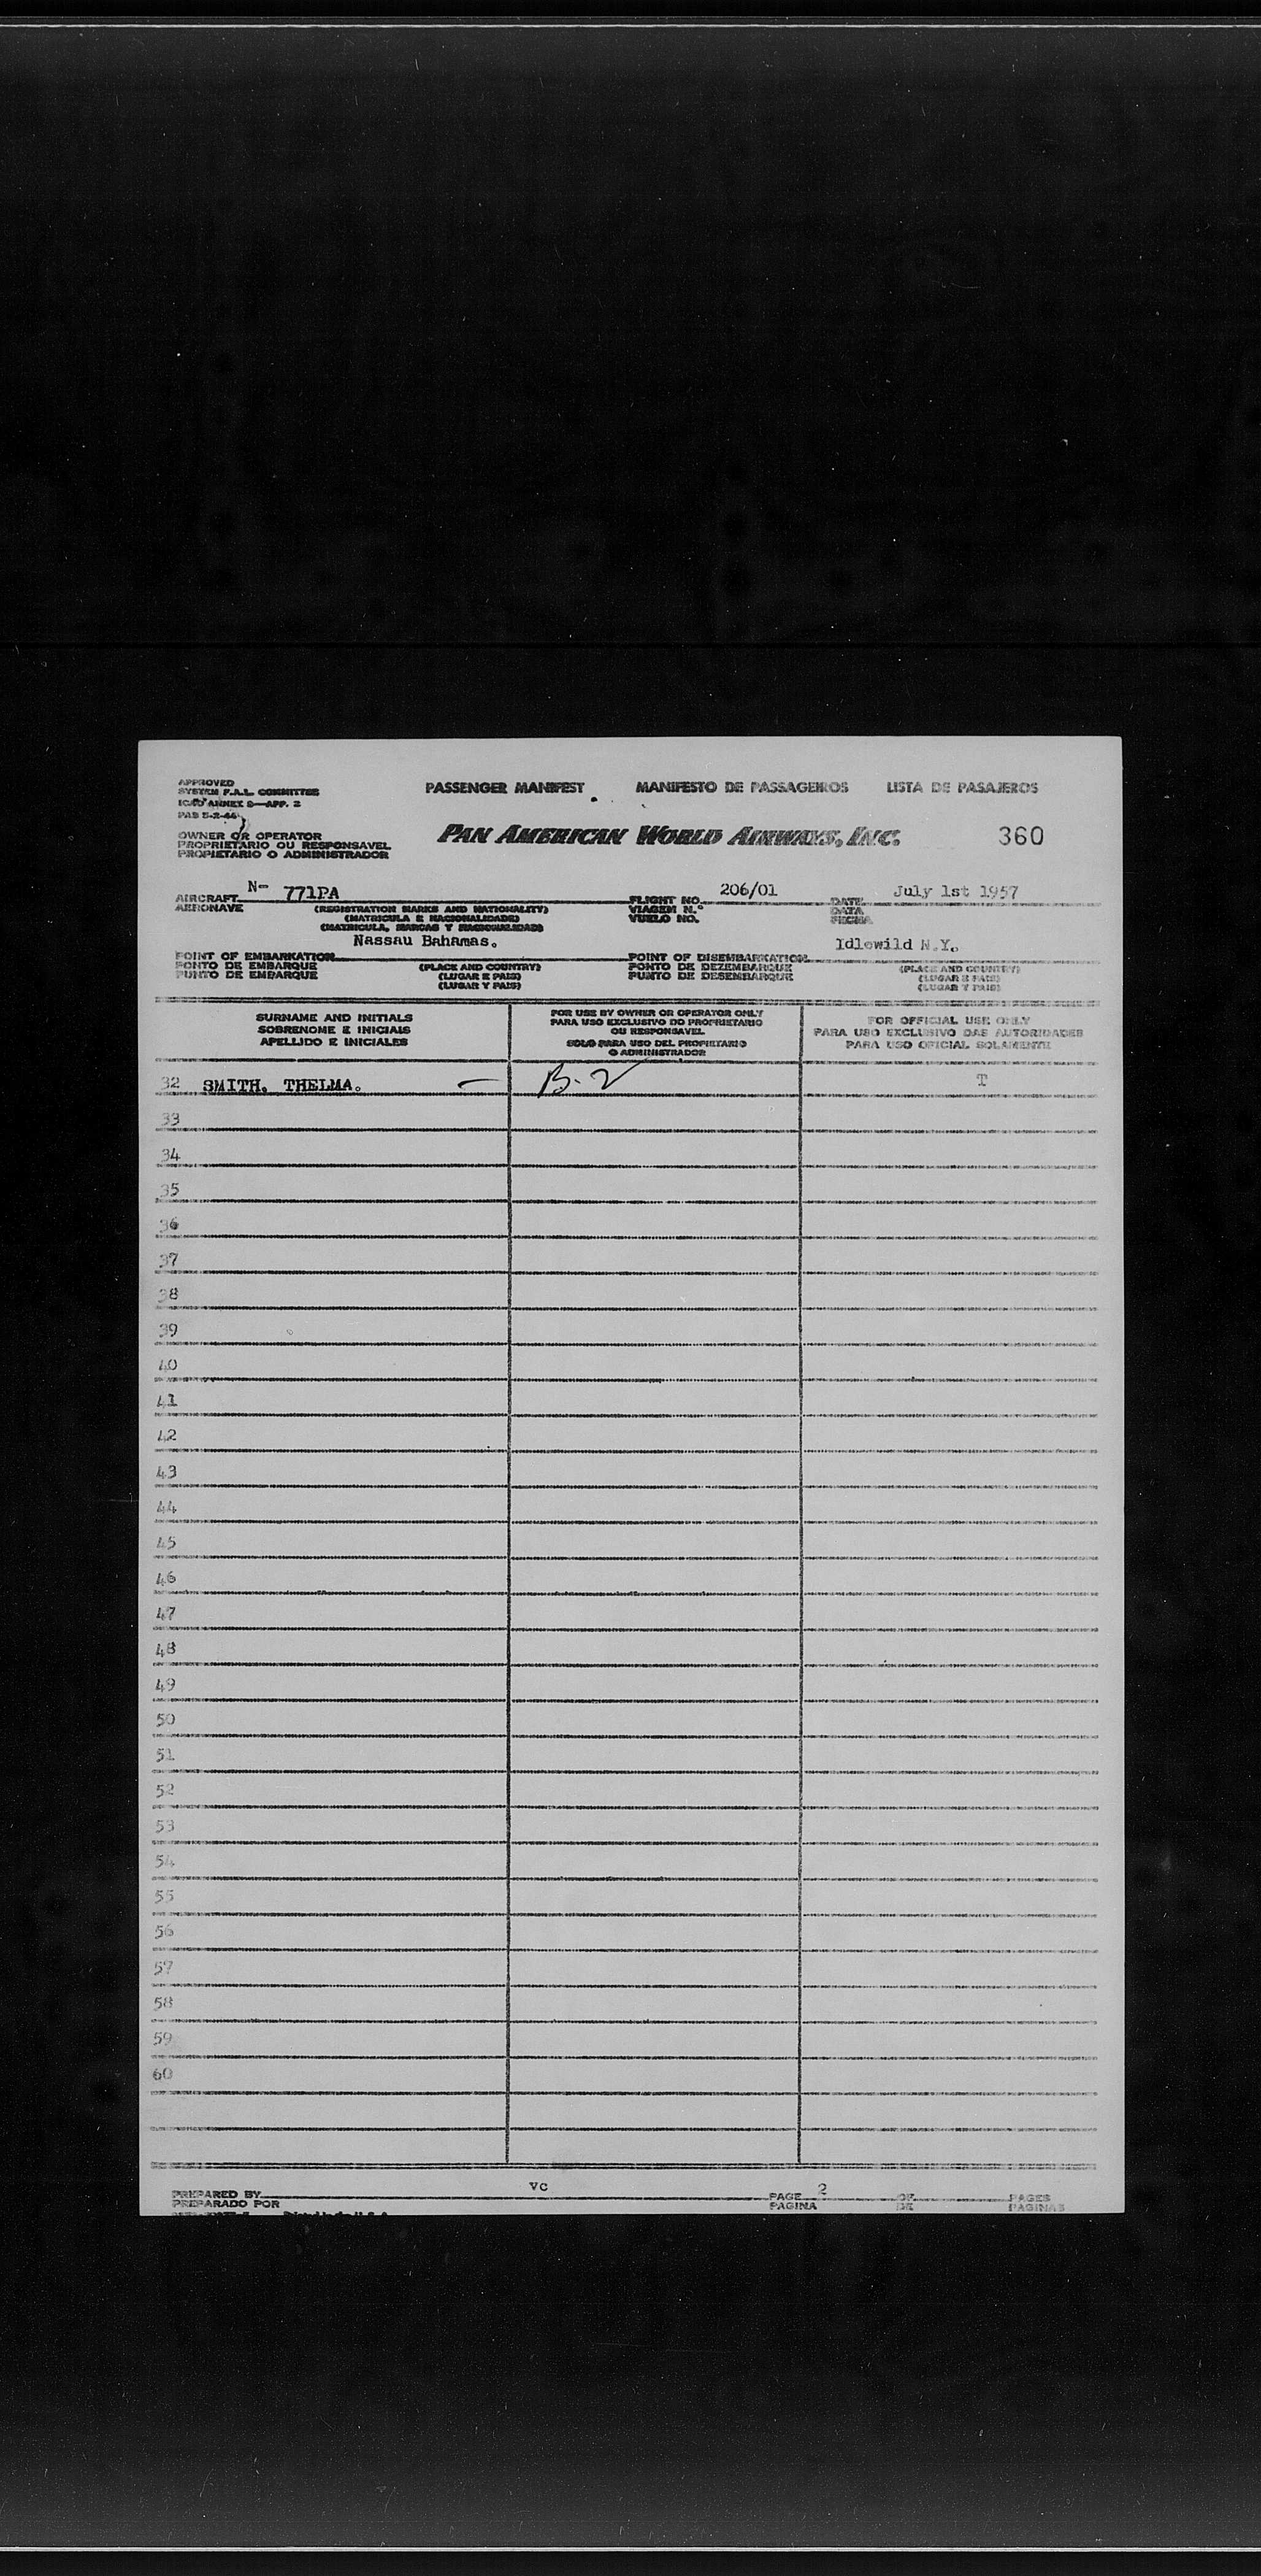 APPROVED
SYSTEM F.A.L. COMMITTEE
ICAO ANNEX 9—APP. 2
PAB 5-2-44
PASSENGER MANIFEST MANIFESTO DE PASSAGEIROS LISTA DE PASAJEROS
OWNER OR OPERATOR
PROPRIETARIO OU RESPONSAVEL
PROPIETARIO O ADMINISTRADOR
PAN AMERICAN WORLD AIRWAYS, INC. 360
AIRCRAFT N- 771PA FLIGHT NO. 206/01 DATE July 1st 1957
AERONAVE (REGISTRATION MARKS AND NATIONALITY) VIAGEM N.° DATA
(MATRICULA E NACIONALIDADE) VUELO NO. FECHA
(MATRICULA, MARCAS Y NACIONALIDAD)
POINT OF EMBARKATION Nassau Bahamas. POINT OF DISEMBARKATION Idlewild N.Y.
PONTO DE EMBARQUE (PLACE AND COUNTRY) PONTO DE DEZEMBARQUE (PLACE AND COUNTRY)
PUNTO DE EMBARQUE (LUGAR E PAIS) PUNTO DE DESEMBARQUE (LUGAR E PAIS)
(LUGAR Y PAIS) (LUGAR Y PAIS)
SURNAME AND INITIALS
SOBRENOME E INICIAIS
APELLIDO E INICIALES
FOR USE BY OWNER OR OPERATOR ONLY
PARA USO EXCLUSIVO DO PROPRIETARIO
OU RESPONSAVEL
SOLO PARA USO DEL PROPIETARIO
O ADMINISTRADOR
FOR OFFICIAL USE ONLY
PARA USO EXCLUSIVO DAS AUTORIDADES
PARA USO OFICIAL SOLAMENTE
32 SMITH, THELMA. — B-2 T
33
34
35
36
37
38
39
40
41
42
43
44
45
46
47
48
49
50
51
52
53
54
55
56
57
58
59
60
PREPARED BY vc PAGE 2 OF PAGES
PREPARADO POR PAGINA DE PAGINAS
Printed in U.S.A.